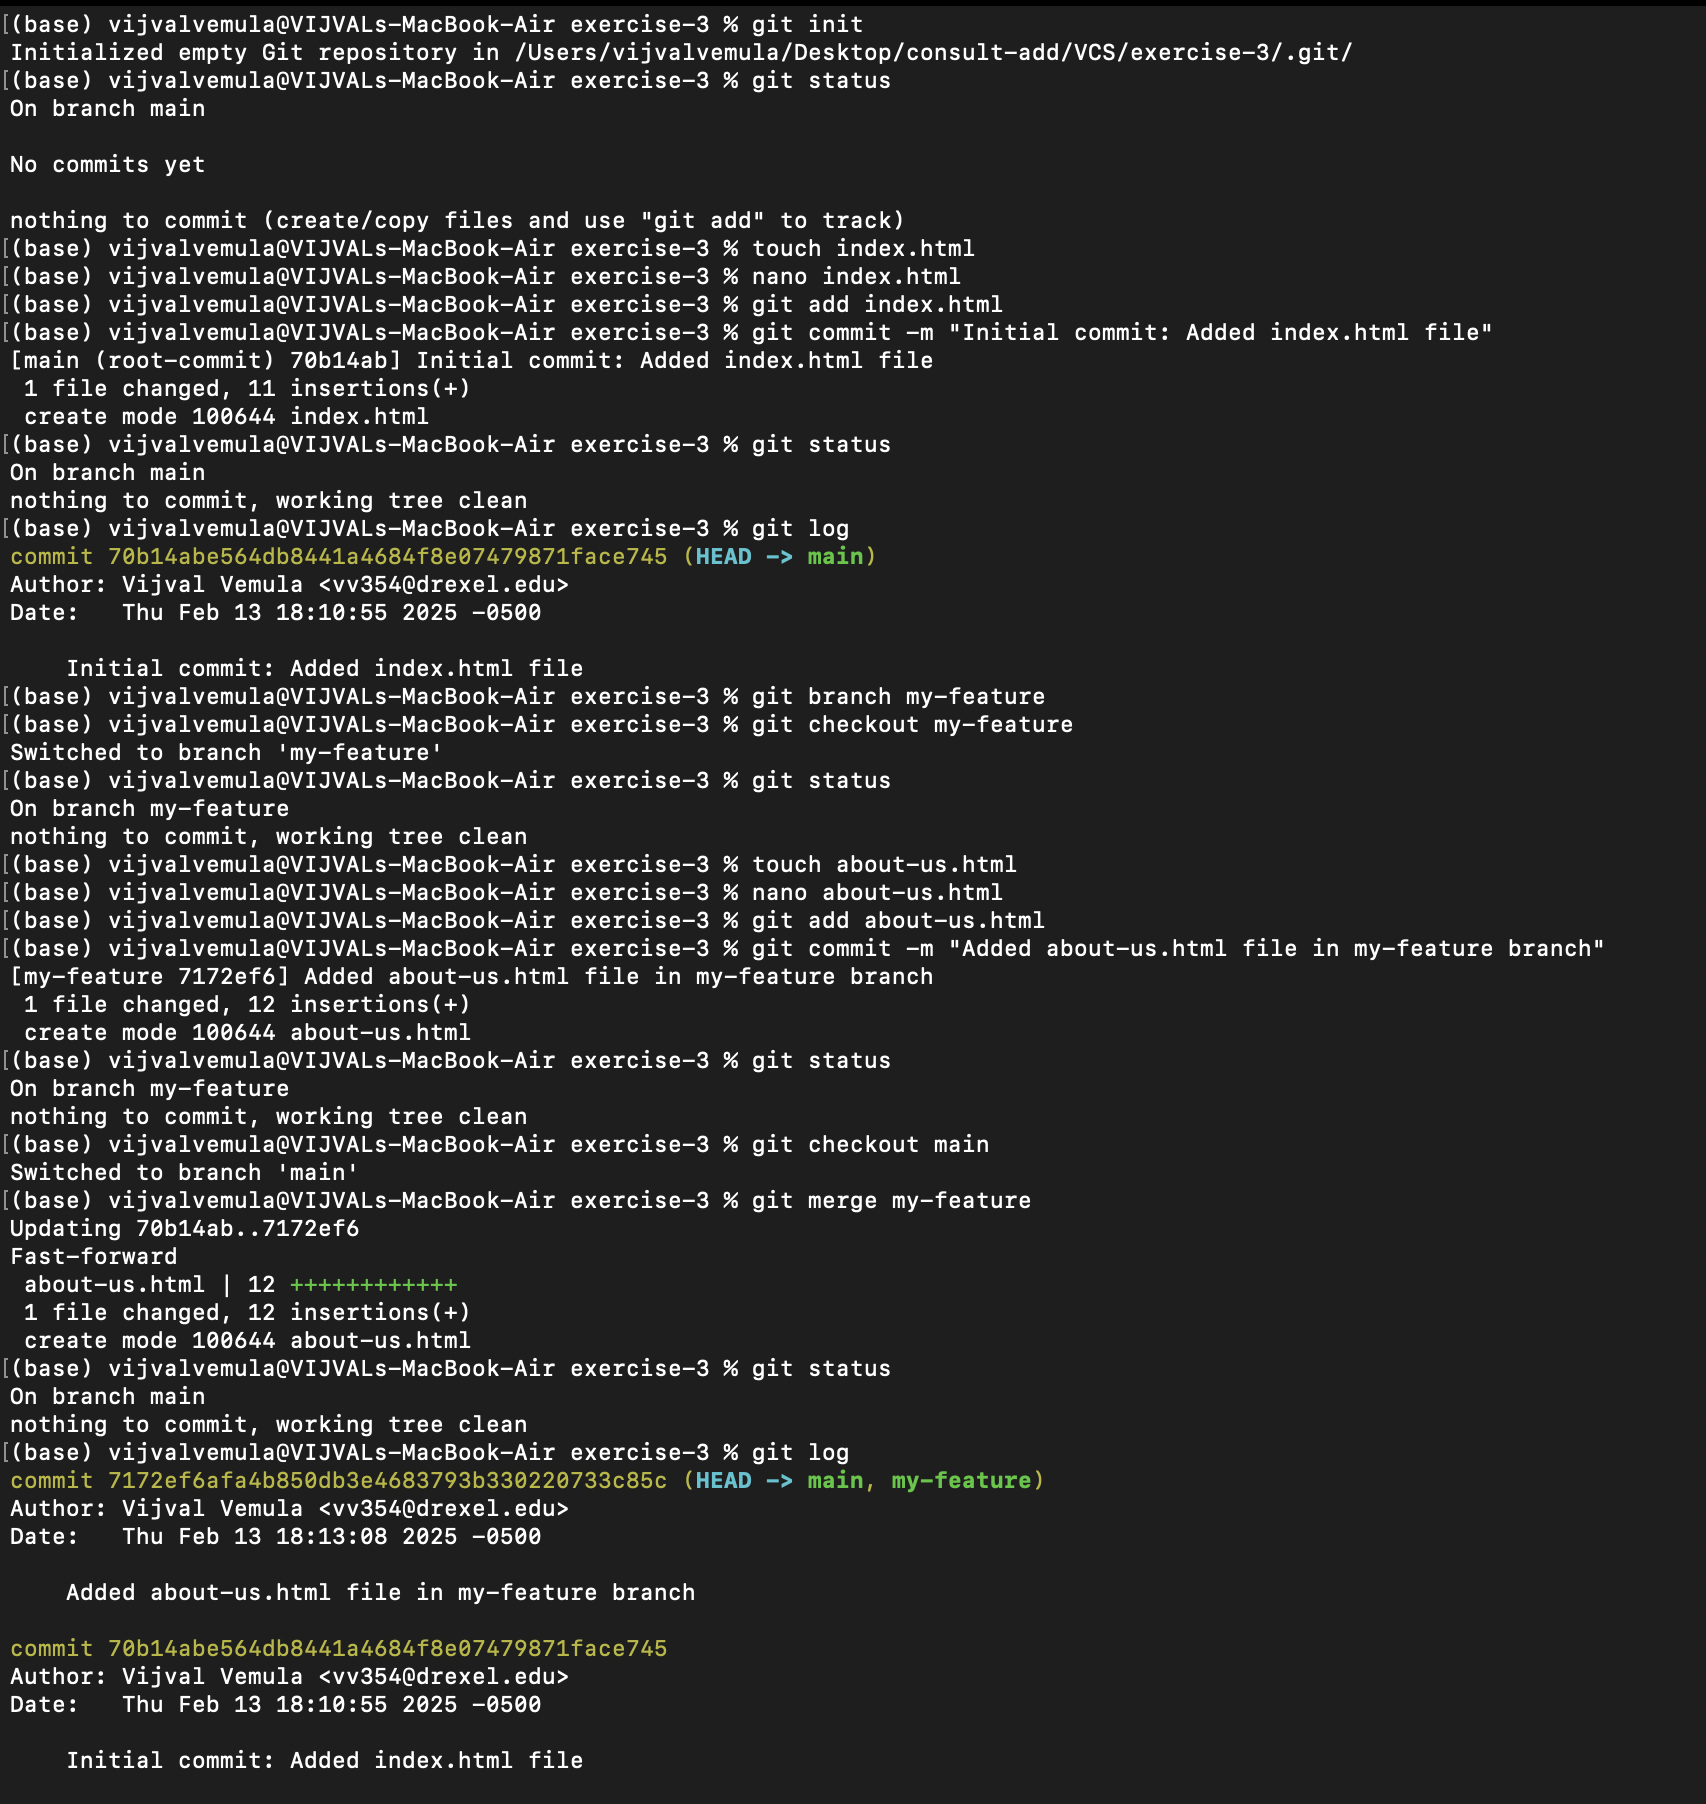 [(base) vijvalvemula@VIJVALs-MacBook-Air exercise-3 % git init
Initialized empty Git repository in /Users/vijvalvemula/Desktop/consult-add/VCS/exercise-3/.git/
[(base) vijvalvemula@VIJVALs-MacBook-Air exercise-3 % git status
On branch main
No commits yet
nothing to commit (create/copy files and use "git add" to track)
[(base) vijvalvemula@VIJVALs-MacBook-Air exercise-3 % touch index.html
[(base) vijvalvemula@VIJVALs-MacBook-Air exercise-3 % nano index.html
[(base) vijvalvemula@VIJVALs-MacBook-Air exercise-3 % git add index.html
[(base) vijvalvemula@VIJVALs-MacBook-Air exercise-3 % git commit -m "Initial commit: Added index.html file"
[main (root-commit) 70b14ab] Initial commit: Added index.html file
 1 file changed, 11 insertions(+)
 create mode 100644 index.html
[(base) vijvalvemula@VIJVALs-MacBook-Air exercise-3 % git status
On branch main
nothing to commit, working tree clean
[(base) vijvalvemula@VIJVALs-MacBook-Air exercise-3 % git log
commit 70b14abe564db8441a4684f8e07479871face745 (HEAD -> main)
Author: Vijval Vemula <vv354@drexel.edu>
Date:   Thu Feb 13 18:10:55 2025 -0500
    Initial commit: Added index.html file
[(base) vijvalvemula@VIJVALs-MacBook-Air exercise-3 % git branch my-feature
[(base) vijvalvemula@VIJVALs-MacBook-Air exercise-3 % git checkout my-feature
Switched to branch 'my-feature'
[(base) vijvalvemula@VIJVALs-MacBook-Air exercise-3 % git status
On branch my-feature
nothing to commit, working tree clean
[(base) vijvalvemula@VIJVALs-MacBook-Air exercise-3 % touch about-us.html
[(base) vijvalvemula@VIJVALs-MacBook-Air exercise-3 % nano about-us.html
[(base) vijvalvemula@VIJVALs-MacBook-Air exercise-3 % git add about-us.html
[(base) vijvalvemula@VIJVALs-MacBook-Air exercise-3 % git commit -m "Added about-us.html file in my-feature branch"
[my-feature 7172ef6] Added about-us.html file in my-feature branch
 1 file changed, 12 insertions(+)
 create mode 100644 about-us.html
[(base) vijvalvemula@VIJVALs-MacBook-Air exercise-3 % git status
On branch my-feature
nothing to commit, working tree clean
[(base) vijvalvemula@VIJVALs-MacBook-Air exercise-3 % git checkout main
Switched to branch 'main'
[(base) vijvalvemula@VIJVALs-MacBook-Air exercise-3 % git merge my-feature
Updating 70b14ab..7172ef6
Fast-forward
 about-us.html | 12 ++++++++++++
 1 file changed, 12 insertions(+)
 create mode 100644 about-us.html
[(base) vijvalvemula@VIJVALs-MacBook-Air exercise-3 % git status
On branch main
nothing to commit, working tree clean
[(base) vijvalvemula@VIJVALs-MacBook-Air exercise-3 % git log
commit 7172ef6afa4b850db3e4683793b330220733c85c (HEAD -> main, my-feature)
Author: Vijval Vemula <vv354@drexel.edu>
Date:   Thu Feb 13 18:13:08 2025 -0500
    Added about-us.html file in my-feature branch
commit 70b14abe564db8441a4684f8e07479871face745
Author: Vijval Vemula <vv354@drexel.edu>
Date:   Thu Feb 13 18:10:55 2025 -0500
    Initial commit: Added index.html file